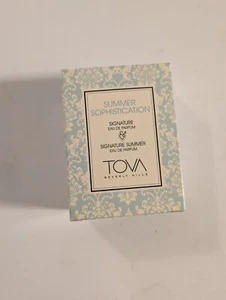 SUMMER
SOPHISTICATION
SIGNATURE
EAU DE PARFUM
&
SIGNATURE SUMMER
EAU DE PARFUM
TOVA
BEVERLY HILLS